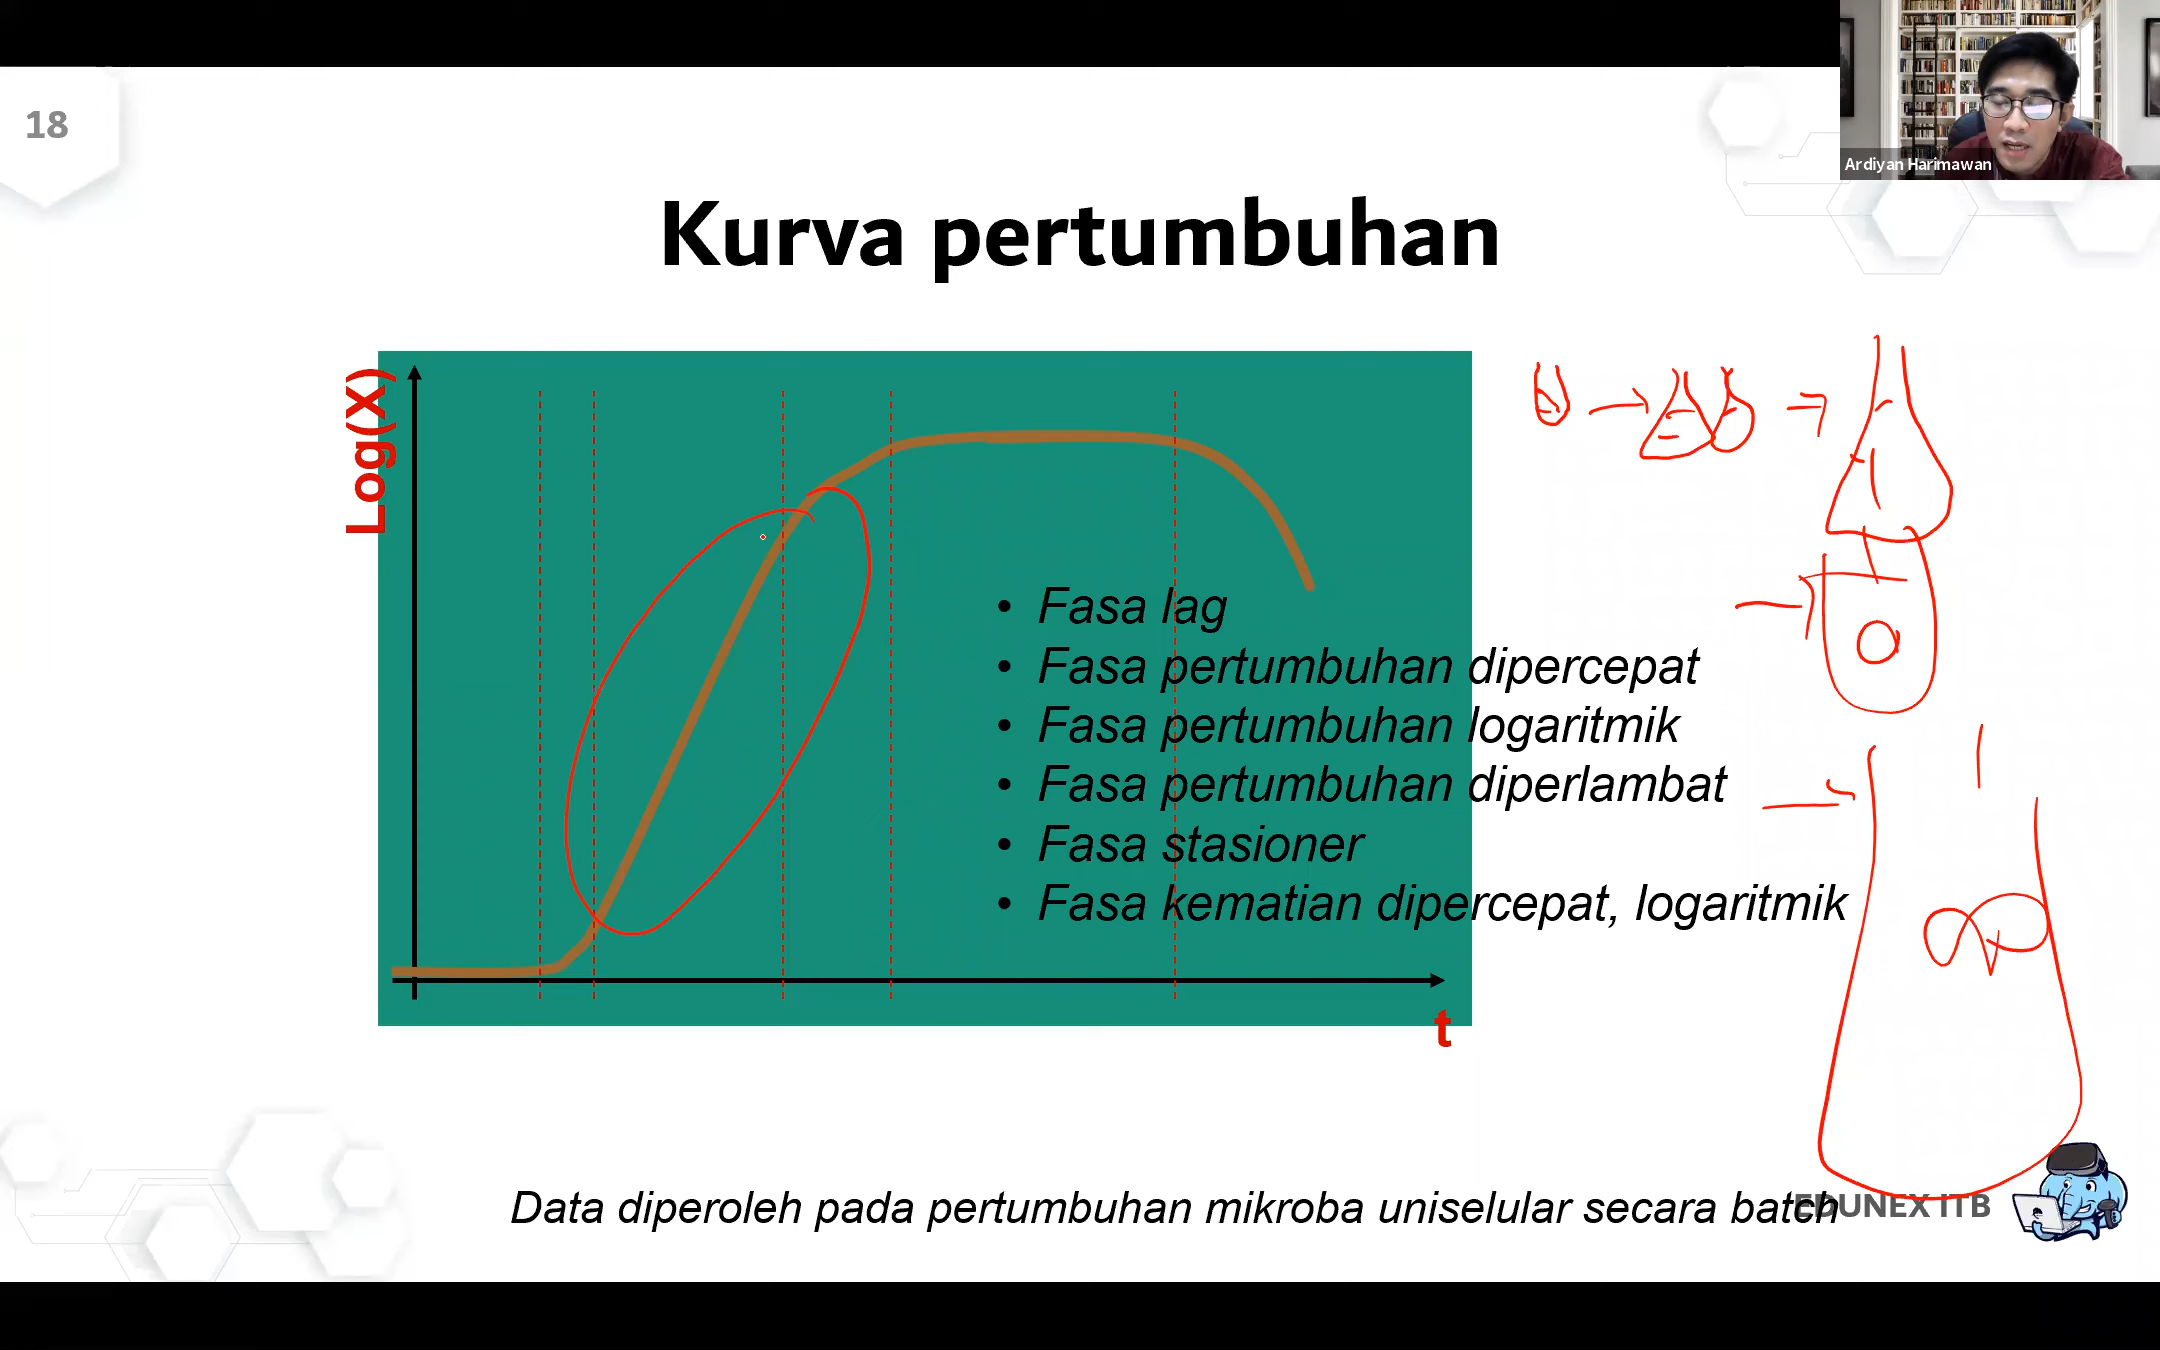 18
Ardiyan Harimawan
Kurva pertumbuhan
Log(X)
• Fasa lag
• Fasa pertumbuhan dipercepat
• Fasa pertumbuhan logaritmik
• Fasa pertumbuhan diperlambat
• Fasa stasioner
• Fasa kematian dipercepat, logaritmik
t
Data diperoleh pada pertumbuhan mikroba uniselular secara batch
EDUNEX ITB